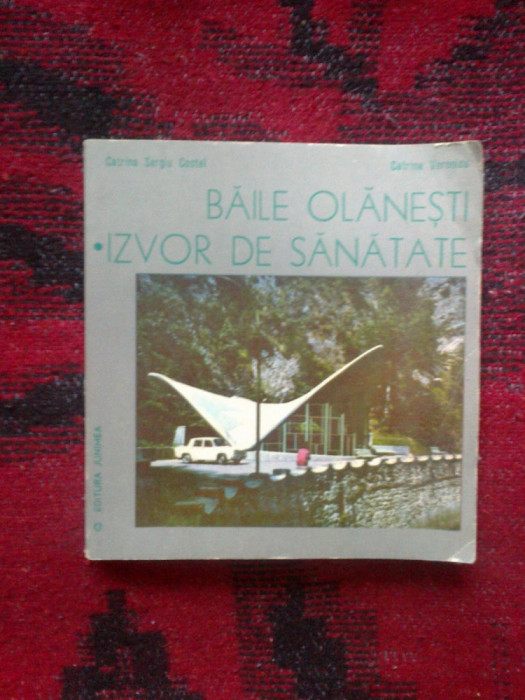 Catrina Sergiu Costel
Catrina Veronica
BĂILE OLĂNEȘTI
•IZVOR DE SĂNĂTATE
EDITURA JUNIMEA